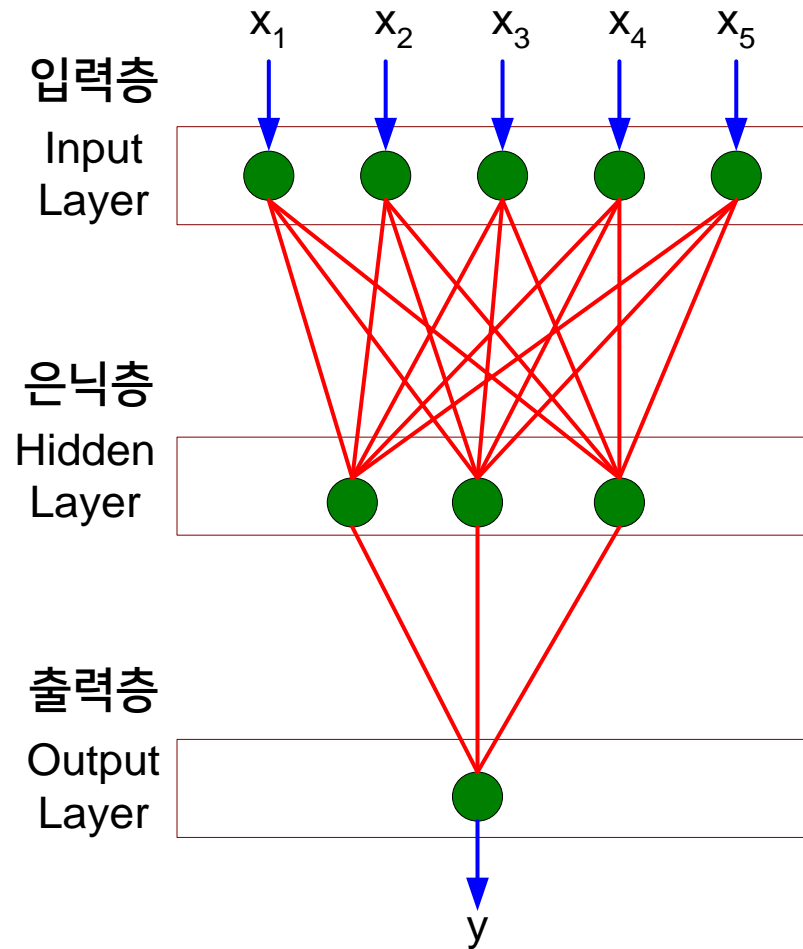 x₁ x₂ x₃ x₄ x₅
입력층
Input
Layer
은닉층
Hidden
Layer
출력층
Output
Layer
y